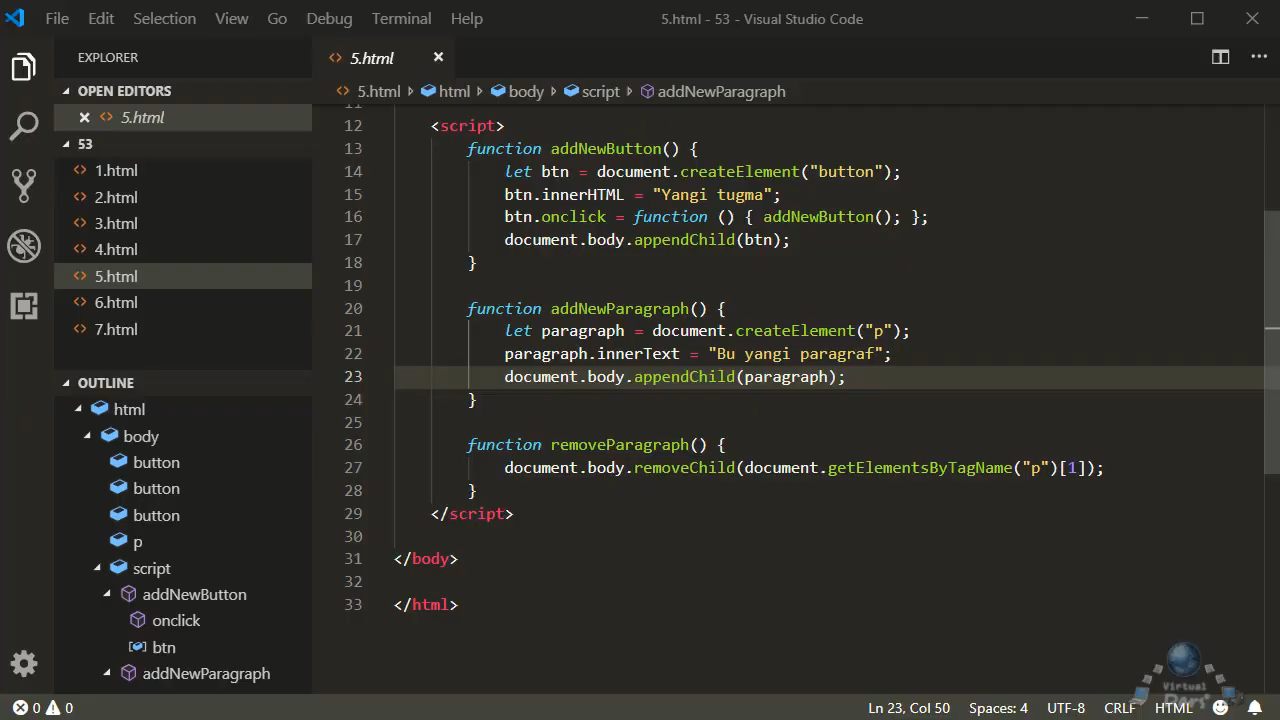 File Edit Selection View Go Debug Terminal Help 5.html - 53 - Visual Studio Code
EXPLORER
OPEN EDITORS
5.html
53
1.html
2.html
3.html
4.html
5.html
6.html
7.html
OUTLINE
html
body
button
button
button
p
script
addNewButton
onclick
btn
addNewParagraph
5.html
5.html html body script addNewParagraph
11
12 <script>
13 function addNewButton() {
14 let btn = document.createElement("button");
15 btn.innerHTML = "Yangi tugma";
16 btn.onclick = function () { addNewButton(); };
17 document.body.appendChild(btn);
18 }
19
20 function addNewParagraph() {
21 let paragraph = document.createElement("p");
22 paragraph.innerText = "Bu yangi paragraf";
23 document.body.appendChild(paragraph);
24 }
25
26 function removeParagraph() {
27 document.body.removeChild(document.getElementsByTagName("p")[1]);
28 }
29 </script>
30
31 </body>
32
33 </html>
Virtual
Dars
0 0 Ln 23, Col 50 Spaces: 4 UTF-8 CRLF HTML